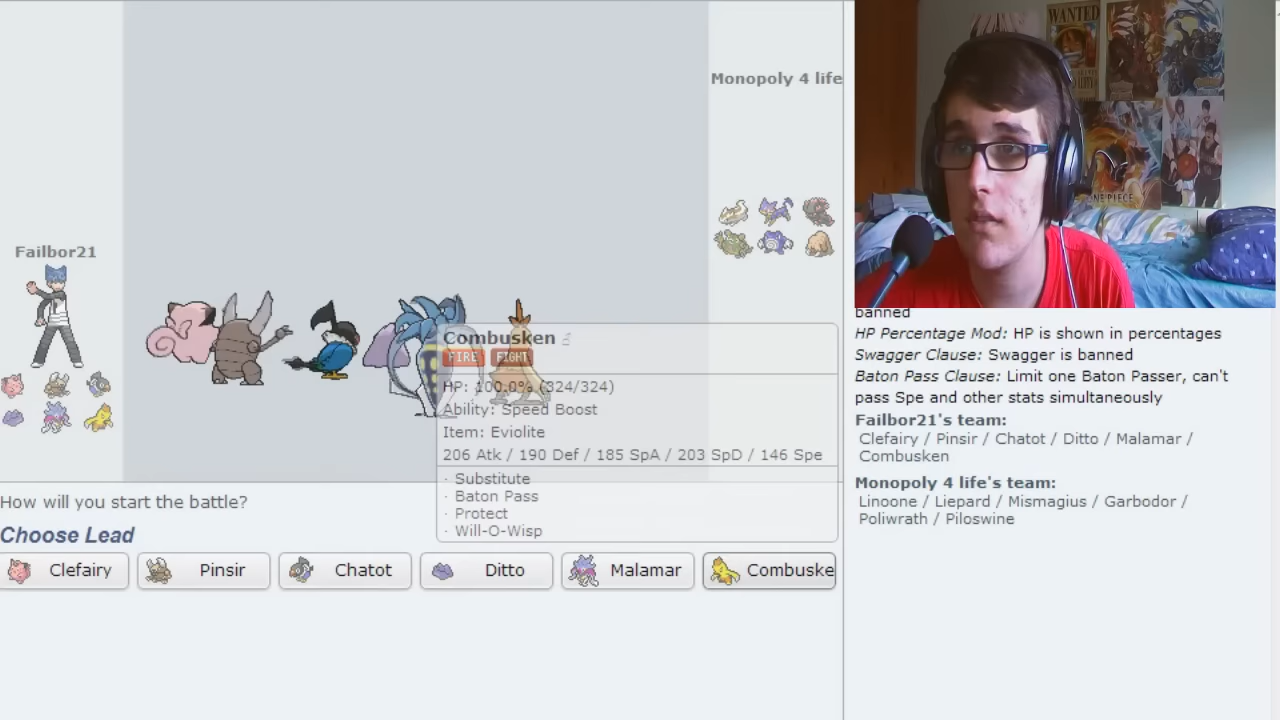 Monopoly 4 life
Failbor21
Combusken
FIRE FIGHT
HP: 100.0% (324/324)
Ability: Speed Boost
Item: Eviolite
206 Atk / 190 Def / 185 SpA / 203 SpD / 146 Spe
· Substitute
· Baton Pass
· Protect
· Will-O-Wisp
How will you start the battle?
Choose Lead
Clefairy
Pinsir
Chatot
Ditto
Malamar
Combuske
WANTED
ONE PIECE
banned
HP Percentage Mod: HP is shown in percentages
Swagger Clause: Swagger is banned
Baton Pass Clause: Limit one Baton Passer, can't
pass Spe and other stats simultaneously
Failbor21's team:
Clefairy / Pinsir / Chatot / Ditto / Malamar /
Combusken
Monopoly 4 life's team:
Linoone / Liepard / Mismagius / Garbodor /
Poliwrath / Piloswine